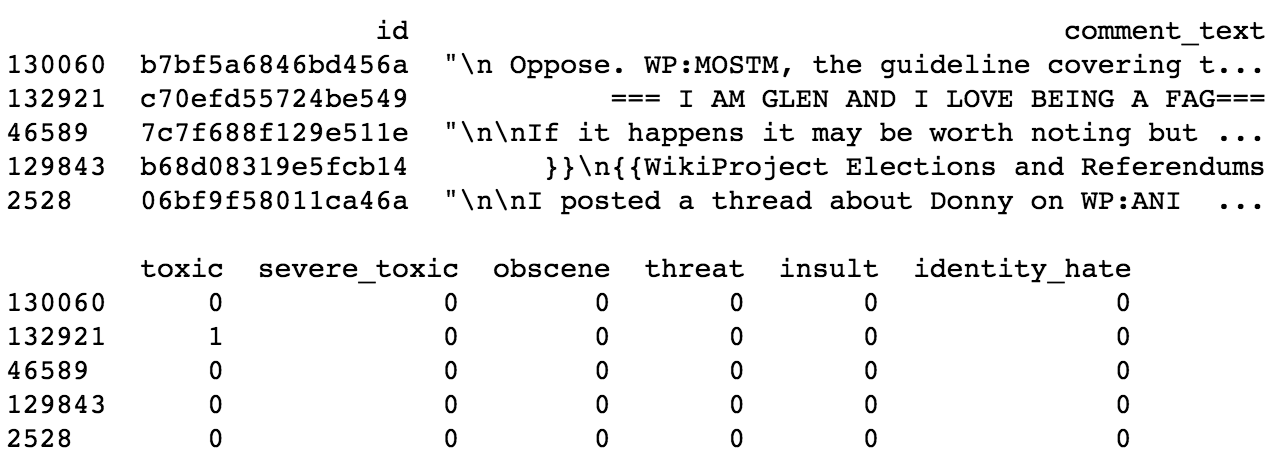 id comment_text
130060 b7bf5a6846bd456a "\n Oppose. WP:MOSTM, the guideline covering t...
132921 c70efd55724be549 === I AM GLEN AND I LOVE BEING A FAG===
46589 7c7f688f129e511e "\n\nIf it happens it may be worth noting but ...
129843 b68d08319e5fcb14 }}\n{{WikiProject Elections and Referendums
2528 06bf9f58011ca46a "\n\nI posted a thread about Donny on WP:ANI ...
toxic severe_toxic obscene threat insult identity_hate
130060 0 0 0 0 0 0
132921 1 0 0 0 0 0
46589 0 0 0 0 0 0
129843 0 0 0 0 0 0
2528 0 0 0 0 0 0